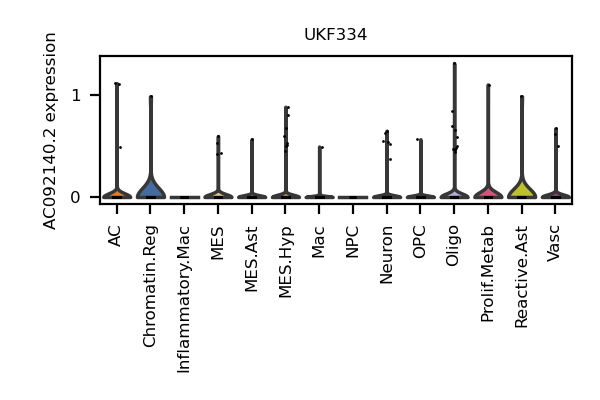 UKF334
AC092140.2 expression
1
0
AC
Chromatin.Reg
Inflammatory.Mac
MES
MES.Ast
MES.Hyp
Mac
NPC
Neuron
OPC
Oligo
Prolif.Metab
Reactive.Ast
Vasc